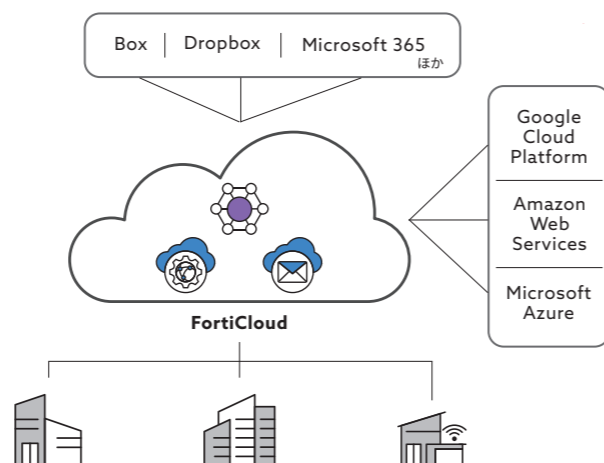 Box | Dropbox | Microsoft 365
ほか
Google
Cloud
Platform
Amazon
Web
Services
Microsoft
Azure
FortiCloud